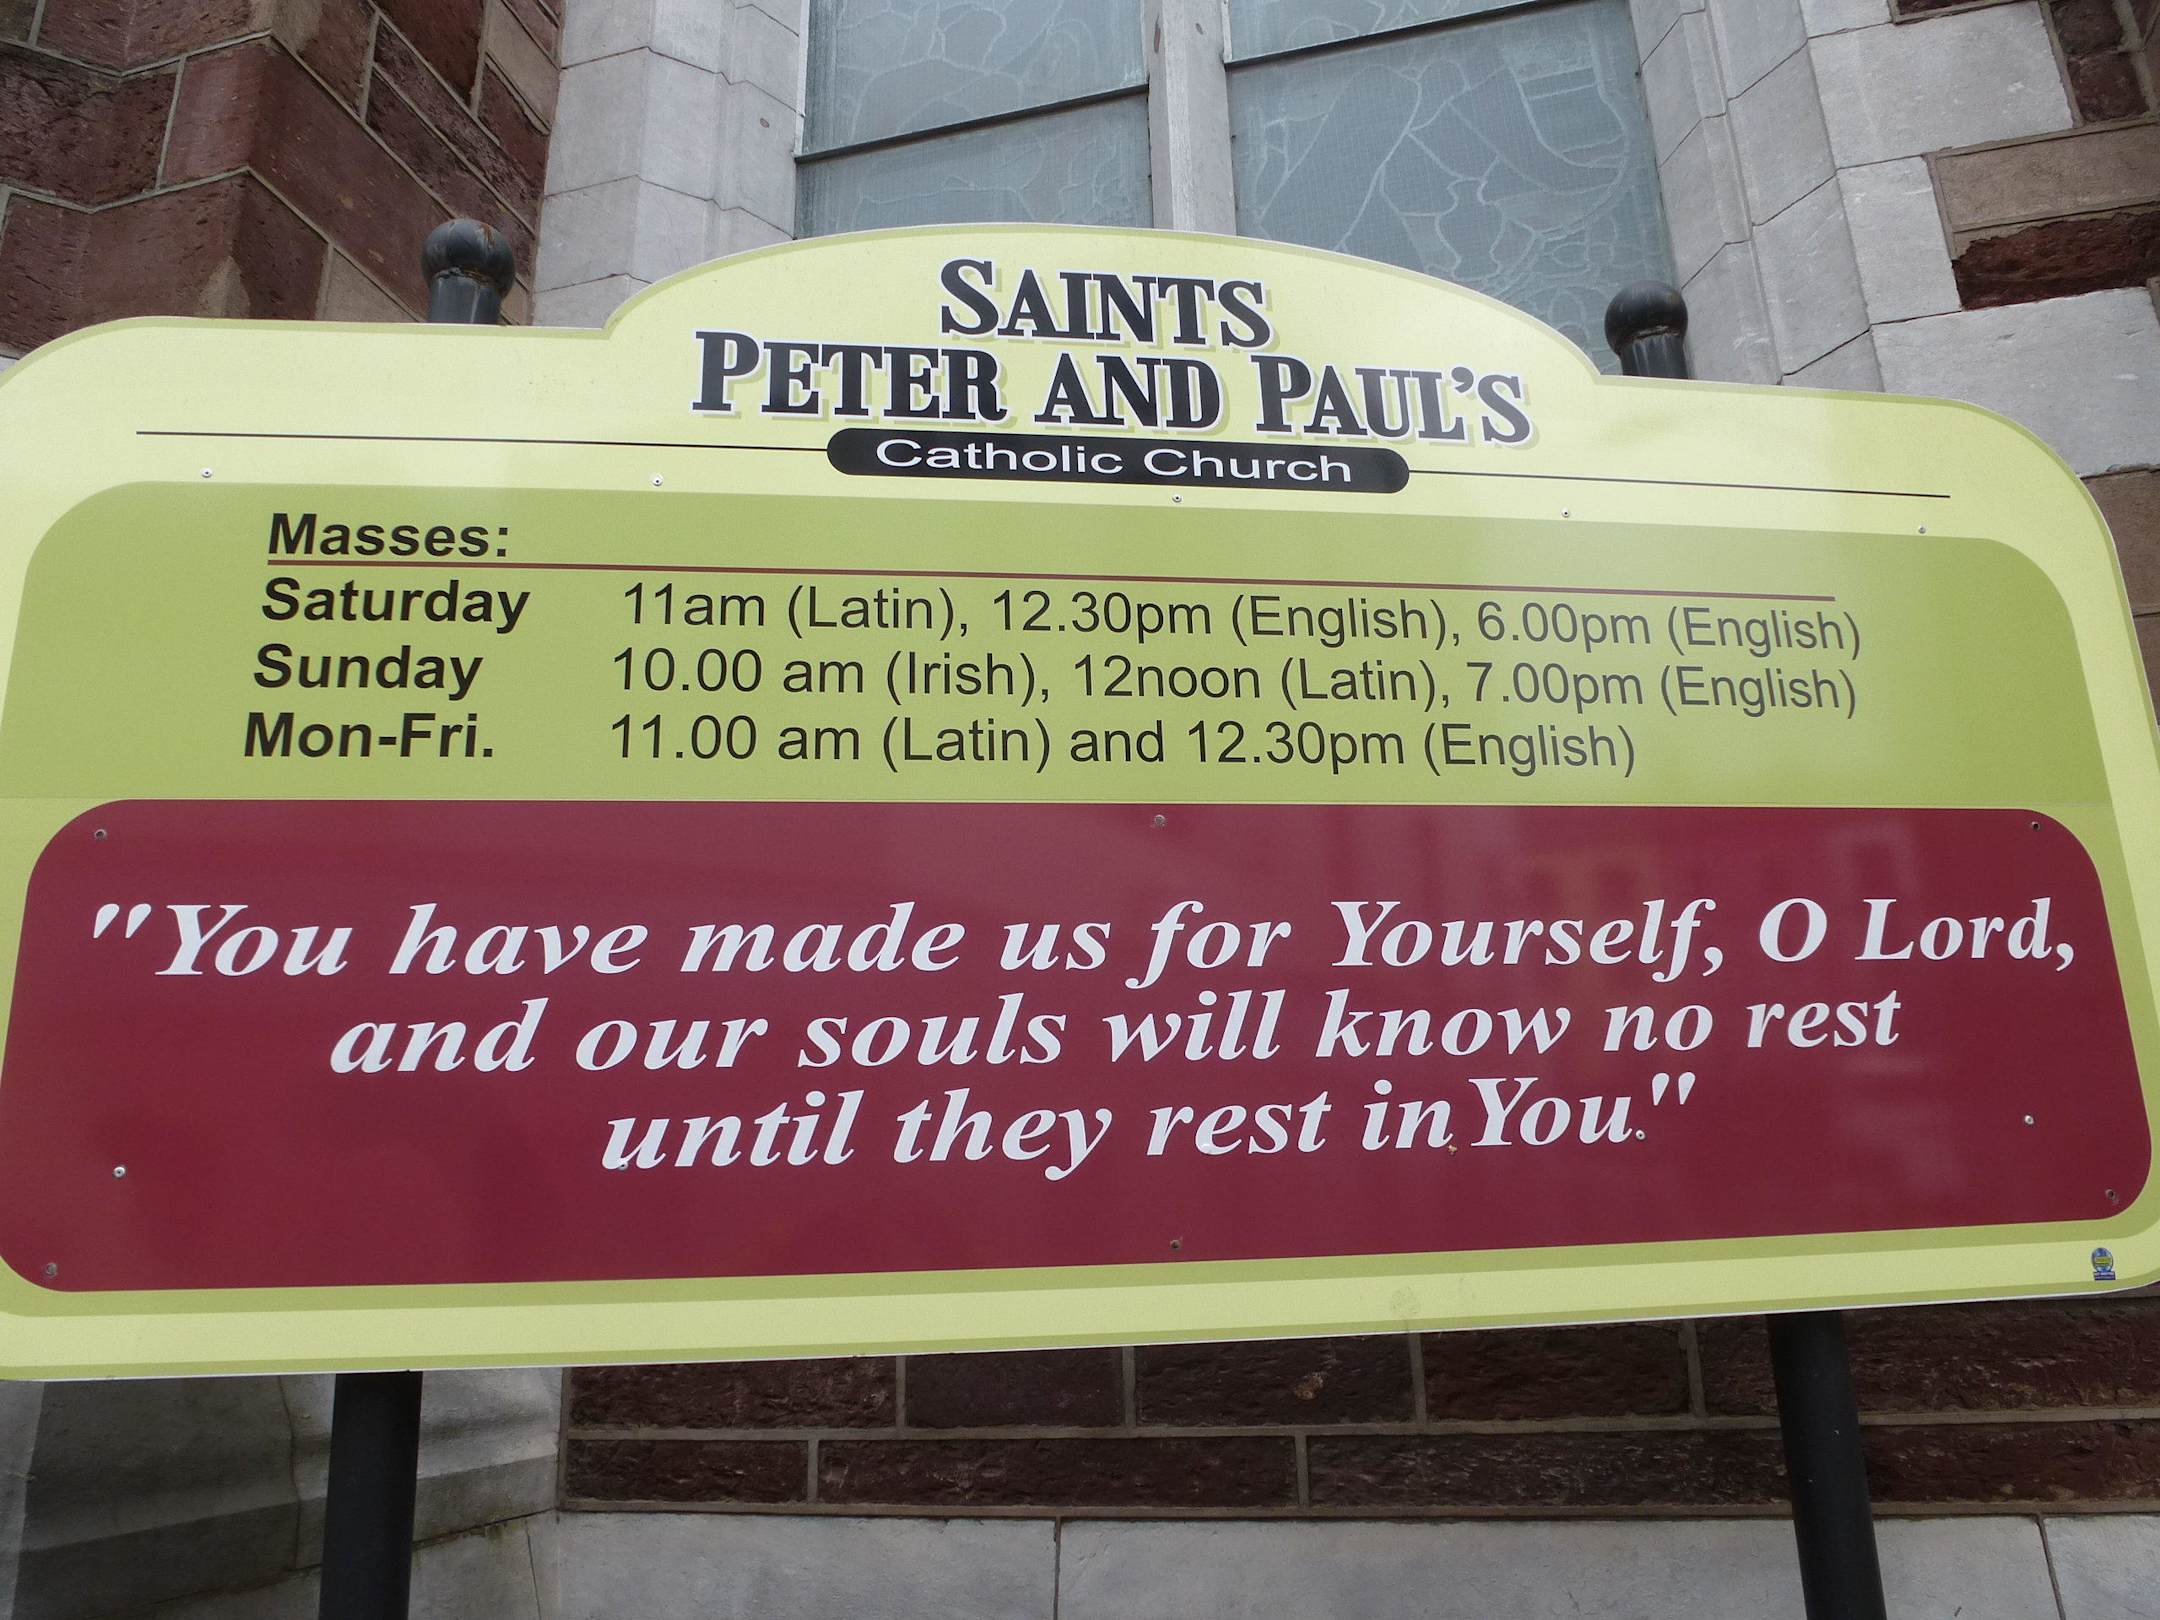 SAINTS
PETER AND PAUL'S
Catholic Church
Masses:
Saturday 11am (Latin), 12.30pm (English), 6.00pm (English)
Sunday 10.00 am (Irish), 12noon (Latin), 7.00pm (English)
Mon-Fri. 11.00 am (Latin) and 12.30pm (English)
"You have made us for Yourself, O Lord,
and our souls will know no rest
until they rest in You."